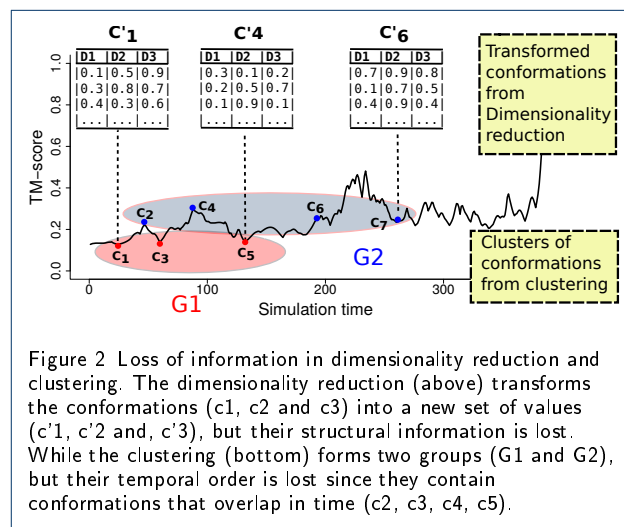 C'1 C'4 C'6
D1 D2 D3
0.1 0.5 0.9
0.3 0.8 0.7
0.4 0.3 0.6
... ... ...
D1 D2 D3
0.3 0.1 0.2
0.2 0.5 0.7
0.1 0.9 0.1
... ... ...
D1 D2 D3
0.7 0.9 0.8
0.1 0.7 0.5
0.4 0.9 0.4
... ... ...
Transformed
conformations
from
Dimensionality
reduction
TM-score
1.0
0.8
0.6
0.4
0.2
0.0
c1
c2
c3
c4
c5
c6
c7
G1
G2
Clusters of
conformations
from clustering
0 100 200 300
Simulation time
Figure 2 Loss of information in dimensionality reduction and
clustering. The dimensionality reduction (above) transforms
the conformations (c1, c2 and c3) into a new set of values
(c'1, c'2 and, c'3), but their structural information is lost.
While the clustering (bottom) forms two groups (G1 and G2),
but their temporal order is lost since they contain
conformations that overlap in time (c2, c3, c4, c5).